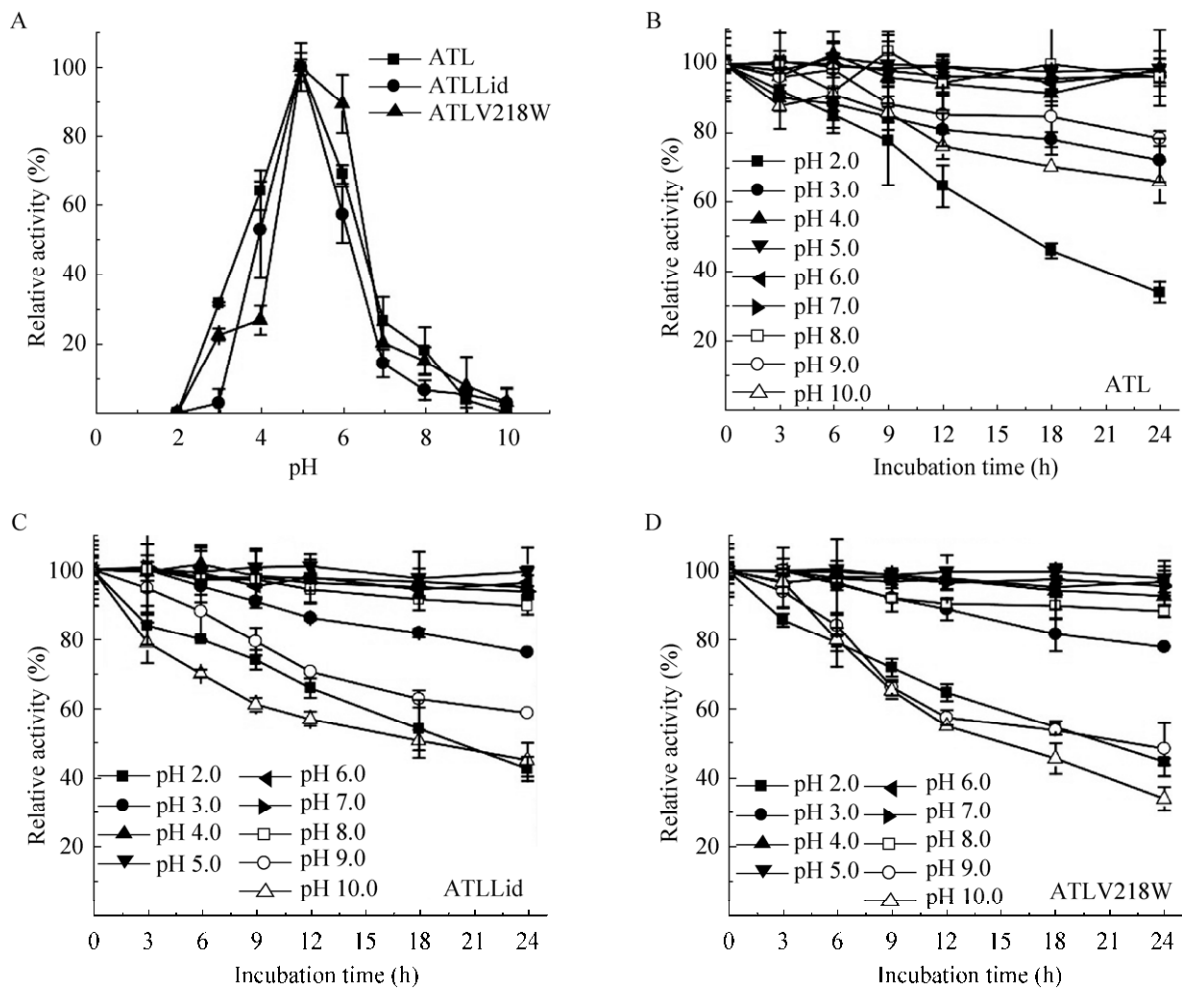 A
ATL
ATLLid
ATLV218W
Relative activity (%)
100
80
60
40
20
0 2 4 6 8 10
pH
B
Relative activity (%)
100
80
60
40
20
pH 2.0
pH 3.0
pH 4.0
pH 5.0
pH 6.0
pH 7.0
pH 8.0
pH 9.0
pH 10.0
ATL
0 3 6 9 12 15 18 21 24
Incubation time (h)
C
Relative activity (%)
100
80
60
40
20
pH 2.0 pH 6.0
pH 3.0 pH 7.0
pH 4.0 pH 8.0
pH 5.0 pH 9.0
pH 10.0
ATLLid
0 3 6 9 12 15 18 21 24
Incubation time (h)
D
Relative activity (%)
100
80
60
40
20
pH 2.0 pH 6.0
pH 3.0 pH 7.0
pH 4.0 pH 8.0
pH 5.0 pH 9.0
pH 10.0
ATLV218W
0 3 6 9 12 15 18 21 24
Incubation time (h)